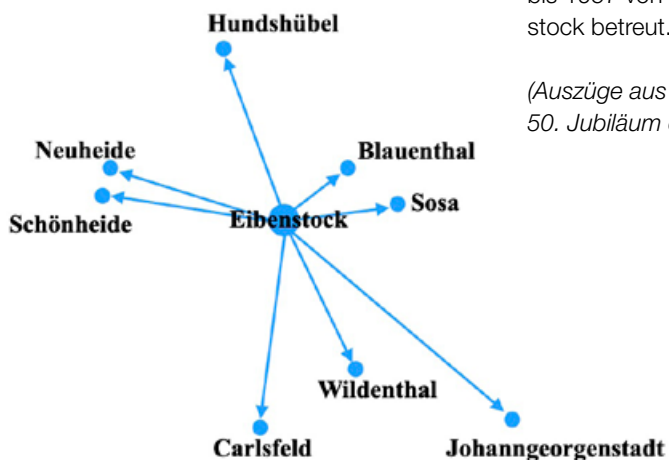 Hundshübel
Neuheide
Blauenthal
Schönheide
Eibenstock
Sosa
Wildenthal
Carlsfeld
Johanngeorgenstadt
stock betreut.
(Auszüge aus
50. Jubiläum